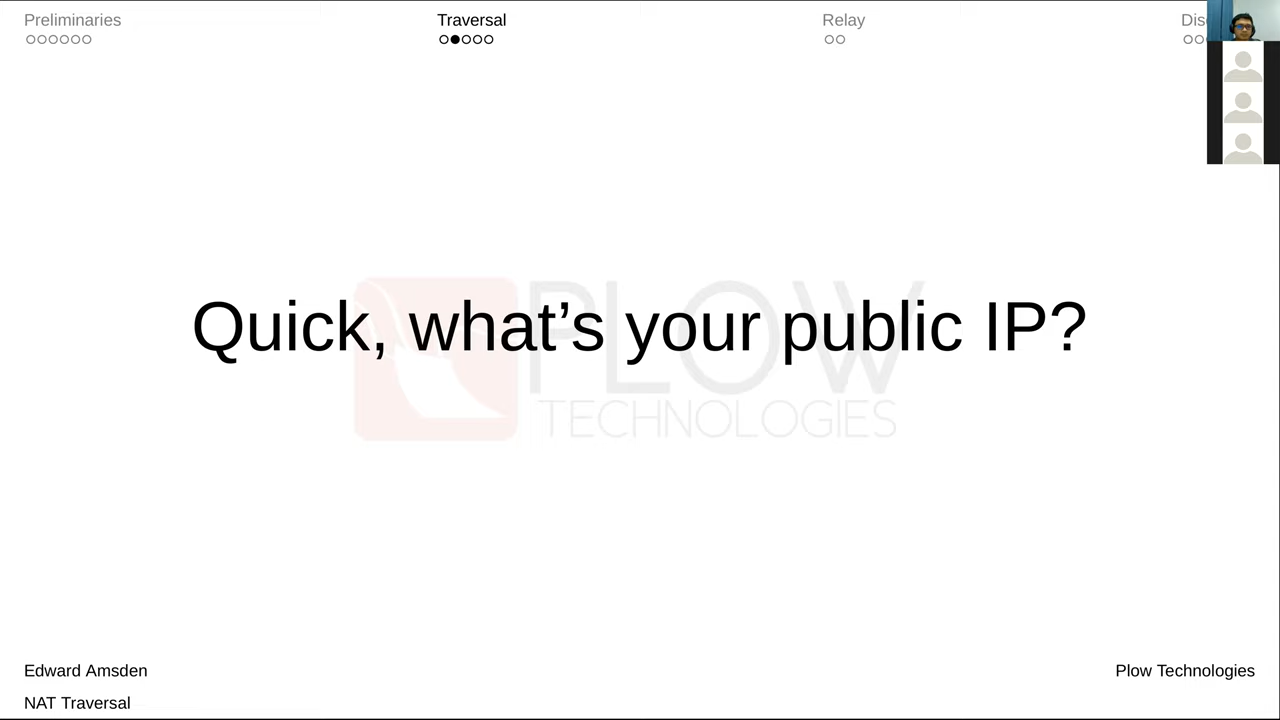 Preliminaries
Traversal
Relay
Quick, what’s your public IP?
PLOW
TECHNOLOGIES
Edward Amsden
Plow Technologies
NAT Traversal